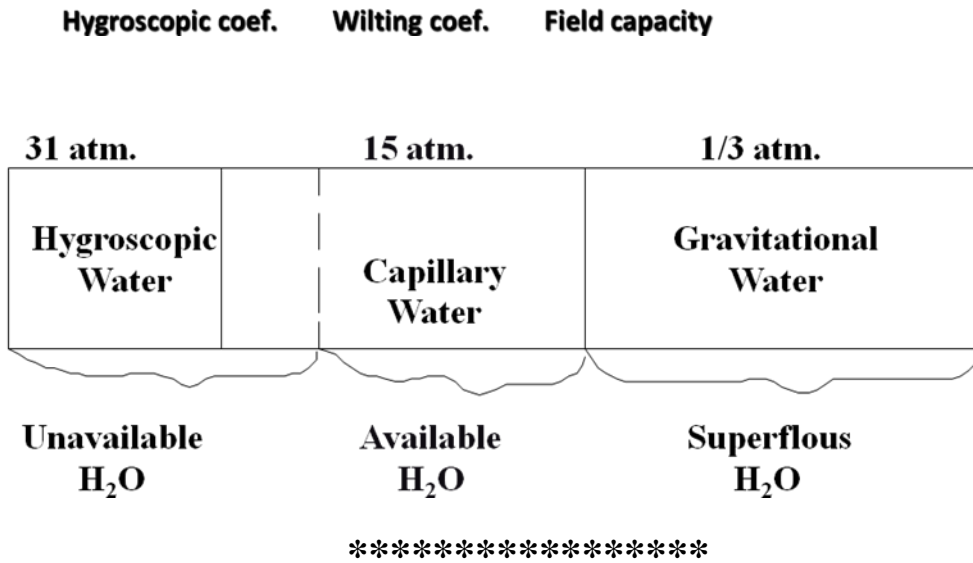 Hygroscopic coef. Wilting coef. Field capacity
31 atm. 15 atm. 1/3 atm.
Hygroscopic
Water
Capillary
Water
Gravitational
Water
Unavailable
H₂O
Available
H₂O
Superflous
H₂O
*****************